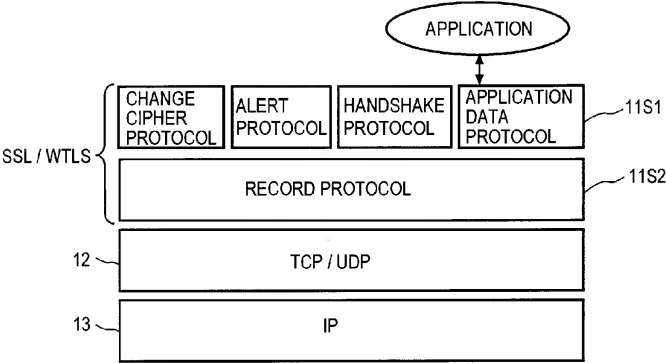 APPLICATION
CHANGE
CIPHER
PROTOCOL
ALERT
PROTOCOL
HANDSHAKE
PROTOCOL
APPLICATION
DATA
PROTOCOL
11S1
SSL / WTLS
RECORD PROTOCOL
11S2
12
TCP / UDP
13
IP